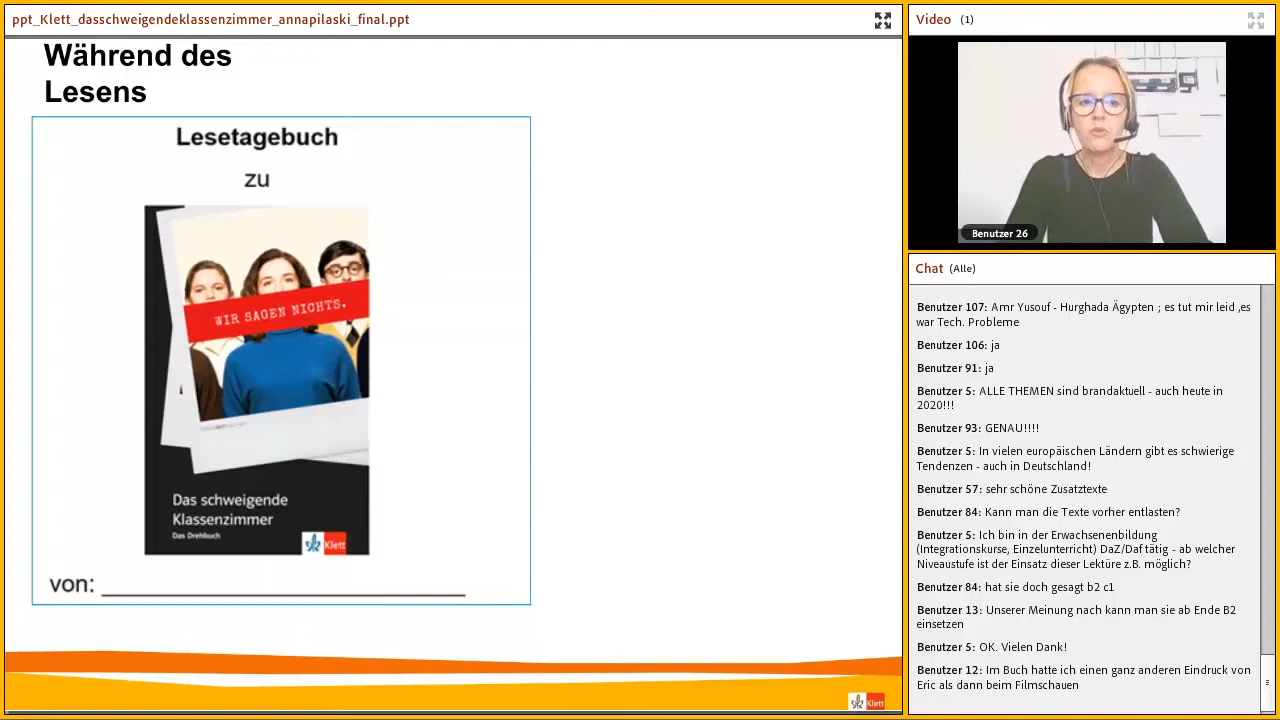 ppt_Klett_dasschweigendeklassenzimmer_annapilaski_final.ppt
Während des
Lesens
Lesetagebuch
zu
WIR SAGEN NICHTS.
Das schweigende
Klassenzimmer
Das Drehbuch
Klett
von:
Klett
Video (1)
Benutzer 26
Chat (Alle)
Benutzer 107: Amr Yusouf - Hurghada Ägypten ; es tut mir leid ,es
war Tech. Probleme
Benutzer 106: ja
Benutzer 91: ja
Benutzer 5: ALLE THEMEN sind brandaktuell - auch heute in
2020!!!
Benutzer 93: GENAU!!!!
Benutzer 5: In vielen europäischen Ländern gibt es schwierige
Tendenzen - auch in Deutschland!
Benutzer 57: sehr schöne Zusatztexte
Benutzer 84: Kann man die Texte vorher entlasten?
Benutzer 5: Ich bin in der Erwachsenenbildung
(Integrationskurse, Einzelunterricht) DaZ/Daf tätig - ab welcher
Niveaustufe ist der Einsatz dieser Lektüre z.B. möglich?
Benutzer 84: hat sie doch gesagt b2 c1
Benutzer 13: Unserer Meinung nach kann man sie ab Ende B2
einsetzen
Benutzer 5: OK. Vielen Dank!
Benutzer 12: Im Buch hatte ich einen ganz anderen Eindruck von
Eric als dann beim Filmschauen